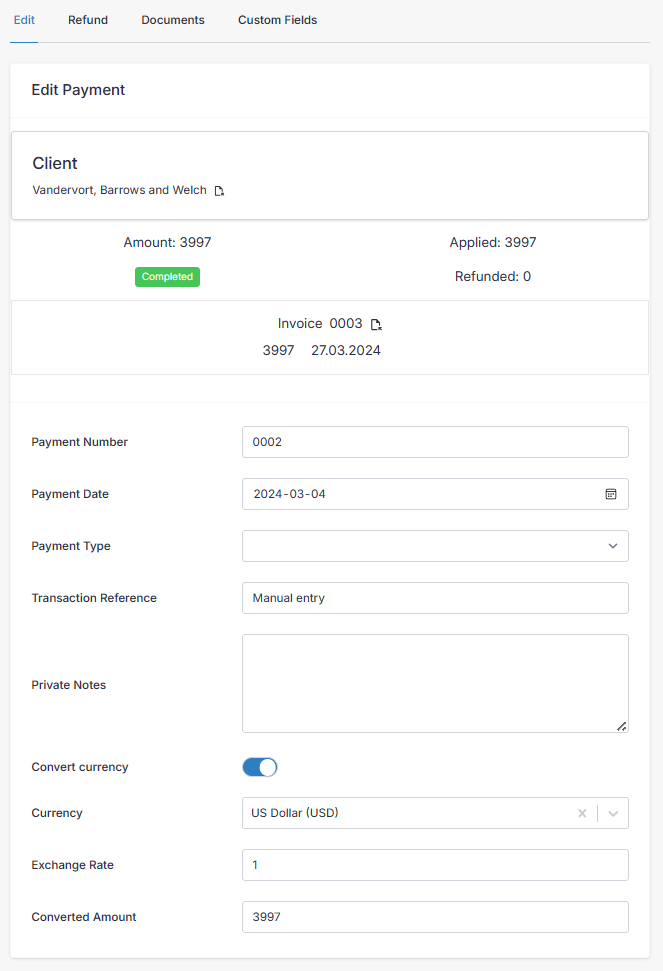 Edit Refund Documents Custom Fields
Edit Payment
Client
Vandervort, Barrows and Welch
Amount: 3997 Applied: 3997
Completed Refunded: 0
Invoice 0003
3997 27.03.2024
Payment Number 0002
Payment Date 2024-03-04
Payment Type
Transaction Reference Manual entry
Private Notes
Convert currency
Currency US Dollar (USD)
Exchange Rate 1
Converted Amount 3997